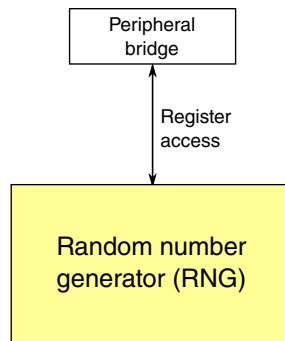 Peripheral
bridge
Register
access
Random number
generator (RNG)